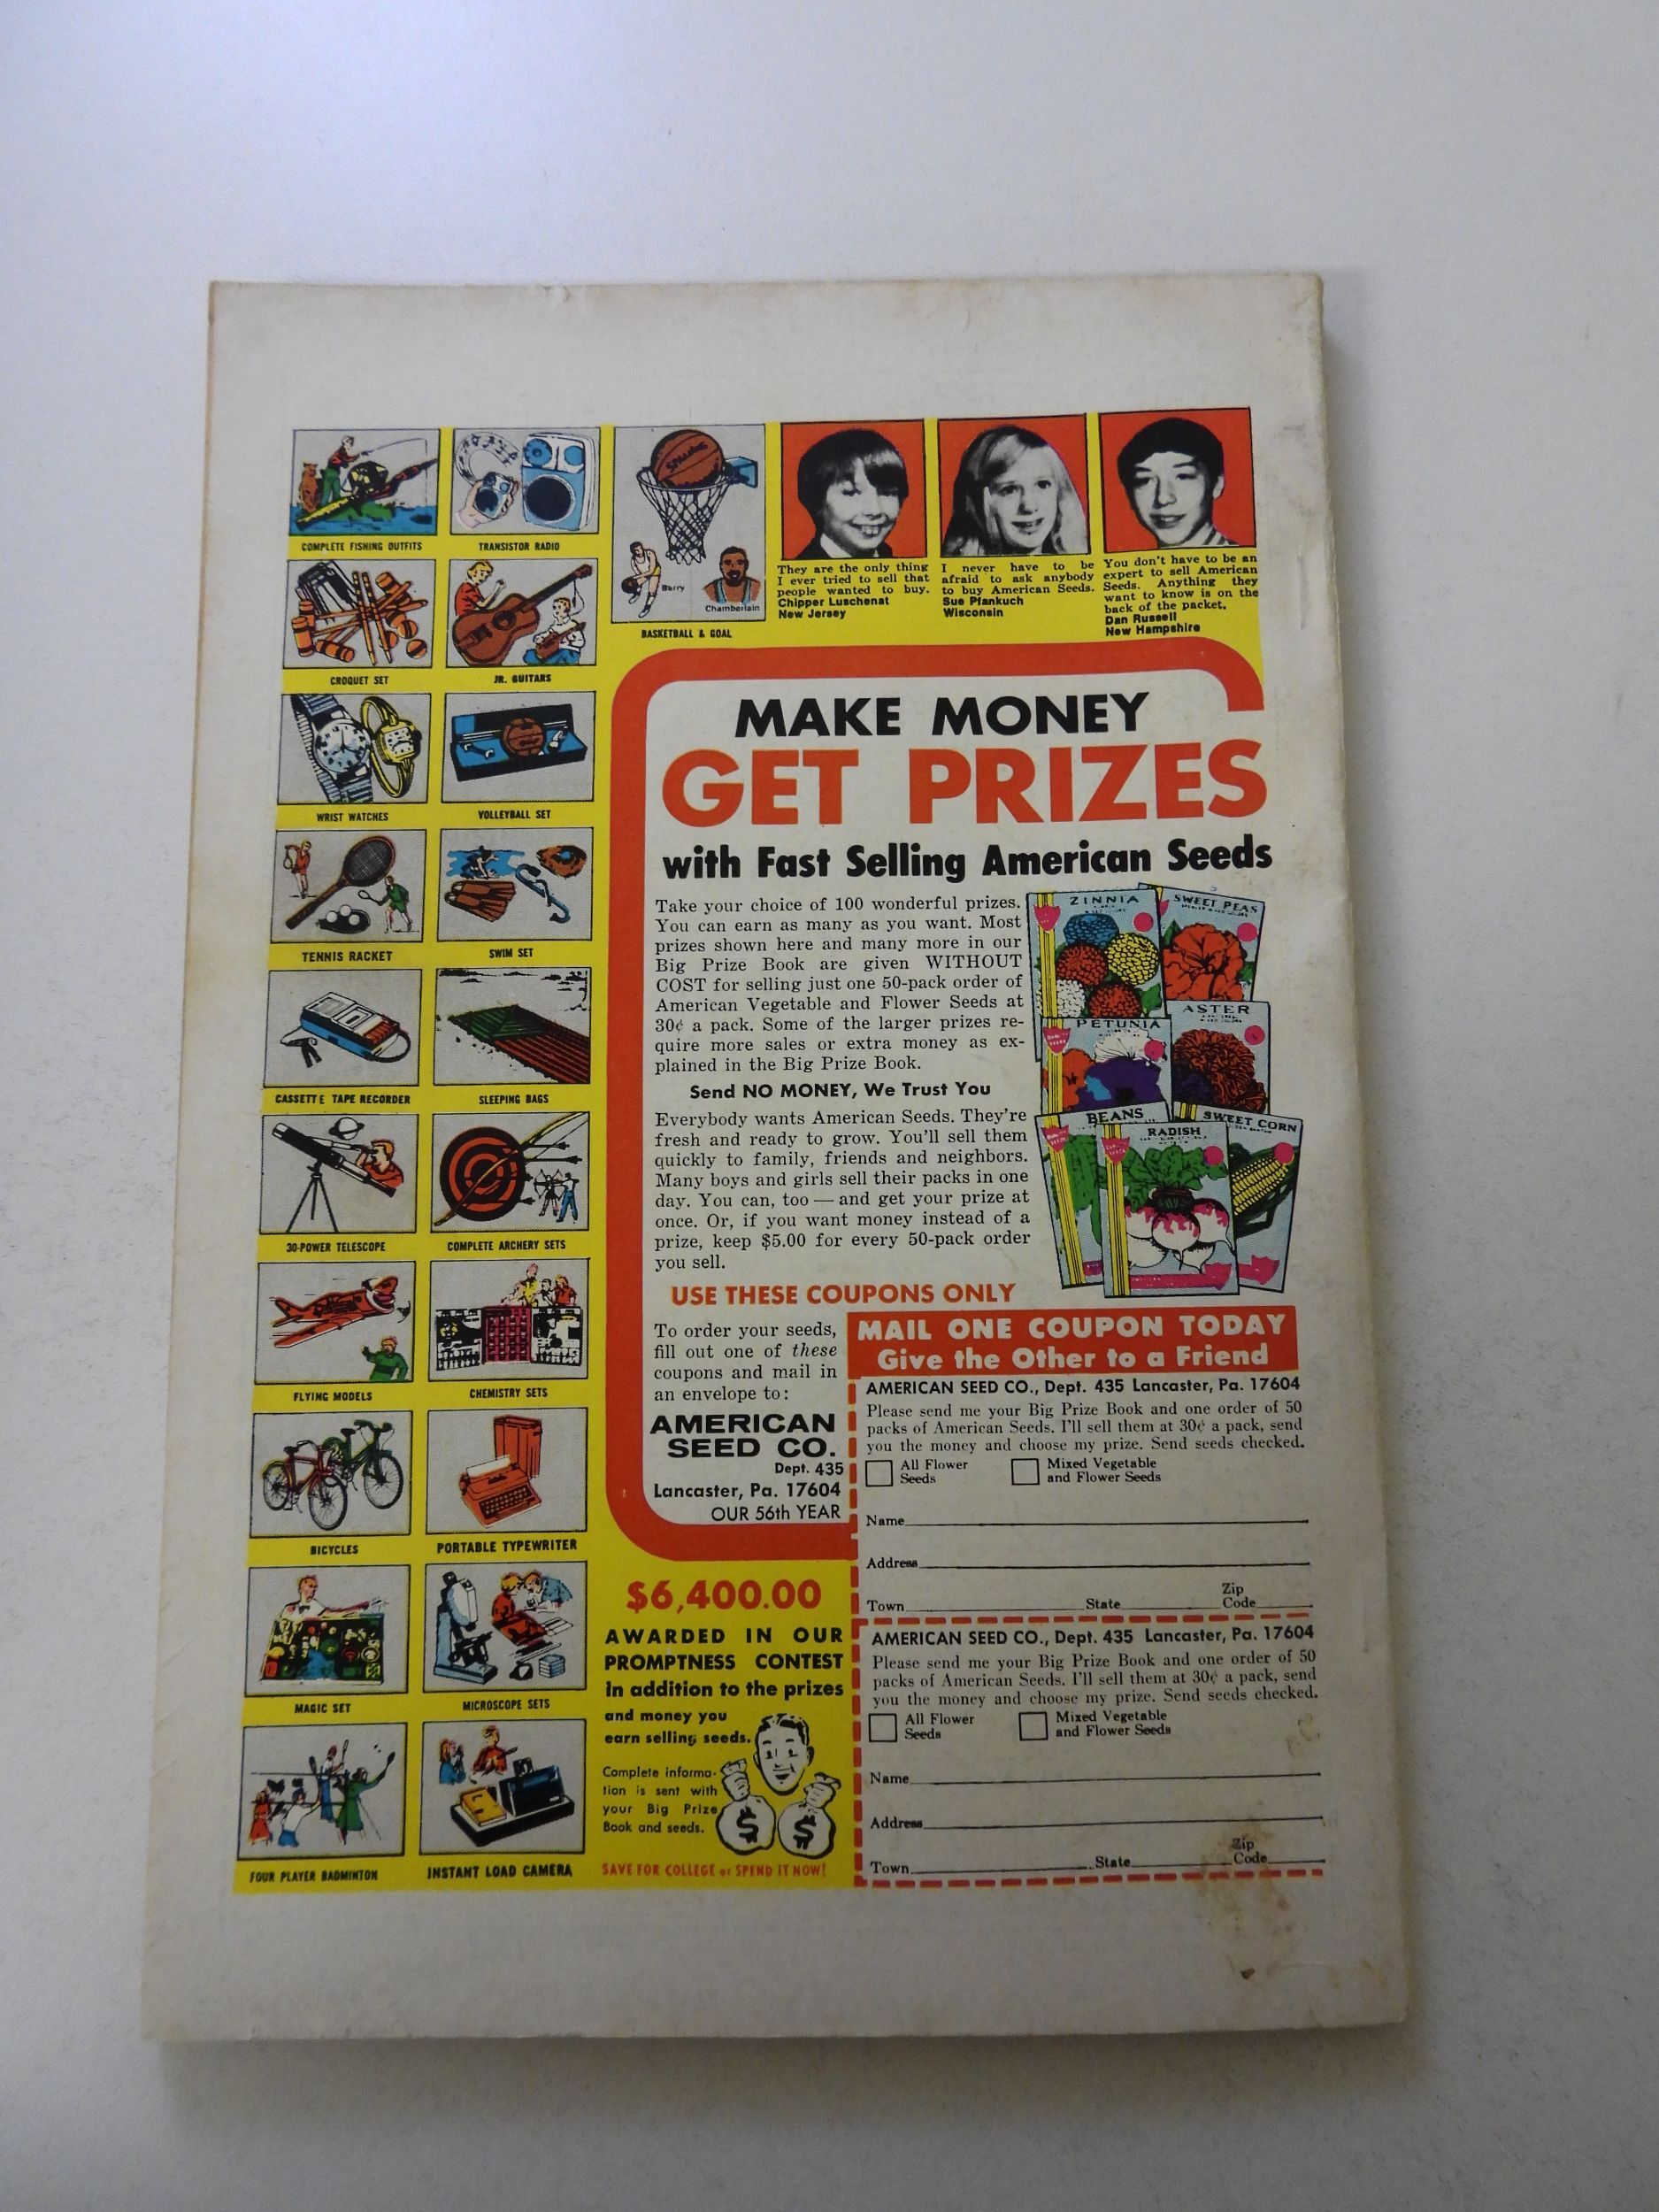 COMPLETE FISHING OUTFITS
TRANSISTOR RADIO
SPALDING
Barry
Chamberlain
BASKETBALL & GOAL
They are the only thing
I ever tried to sell that
people wanted to buy.
Chipper Luschenat
New Jersey
I never have to be
afraid to ask anybody
to buy American Seeds.
Sue Pfankuch
Wisconsin
You don't have to be an
expert to sell American
Seeds. Anything they
want to know is on the
back of the packet.
Dan Russell
New Hampshire
CROQUET SET
JR. GUITARS
WRIST WATCHES
VOLLEYBALL SET
TENNIS RACKET
SWIM SET
CASSETTE TAPE RECORDER
SLEEPING BAGS
30-POWER TELESCOPE
COMPLETE ARCHERY SETS
FLYING MODELS
CHEMISTRY SETS
BICYCLES
PORTABLE TYPEWRITER
MAGIC SET
MICROSCOPE SETS
FOUR PLAYER BADMINTON
INSTANT LOAD CAMERA
MAKE MONEY
GET PRIZES
with Fast Selling American Seeds
Take your choice of 100 wonderful prizes.
You can earn as many as you want. Most
prizes shown here and many more in our
Big Prize Book are given WITHOUT
COST for selling just one 50-pack order of
American Vegetable and Flower Seeds at
30¢ a pack. Some of the larger prizes re-
quire more sales or extra money as ex-
plained in the Big Prize Book.
Send NO MONEY, We Trust You
Everybody wants American Seeds. They're
fresh and ready to grow. You'll sell them
quickly to family, friends and neighbors.
Many boys and girls sell their packs in one
day. You can, too — and get your prize at
once. Or, if you want money instead of a
prize, keep $5.00 for every 50-pack order
you sell.
ZINNIA
SWEET PEAS
PETUNIA
ASTER
BEANS
RADISH
SWEET CORN
USE THESE COUPONS ONLY
To order your seeds,
fill out one of these
coupons and mail in
an envelope to:
AMERICAN
SEED CO.
Dept. 435
Lancaster, Pa. 17604
OUR 56th YEAR
$6,400.00
AWARDED IN OUR
PROMPTNESS CONTEST
in addition to the prizes
and money you
earn selling seeds.
Complete informa-
tion is sent with
your Big Prize
Book and seeds.
$ $
SAVE FOR COLLEGE or SPEND IT NOW!
MAIL ONE COUPON TODAY
Give the Other to a Friend
AMERICAN SEED CO., Dept. 435 Lancaster, Pa. 17604
Please send me your Big Prize Book and one order of 50
packs of American Seeds. I'll sell them at 30¢ a pack, send
you the money and choose my prize. Send seeds checked.
All Flower
Seeds
Mixed Vegetable
and Flower Seeds
Name
Address
Town State Zip
Code
AMERICAN SEED CO., Dept. 435 Lancaster, Pa. 17604
Please send me your Big Prize Book and one order of 50
packs of American Seeds. I'll sell them at 30¢ a pack, send
you the money and choose my prize. Send seeds checked.
All Flower
Seeds
Mixed Vegetable
and Flower Seeds
Name
Address
Town State Zip
Code